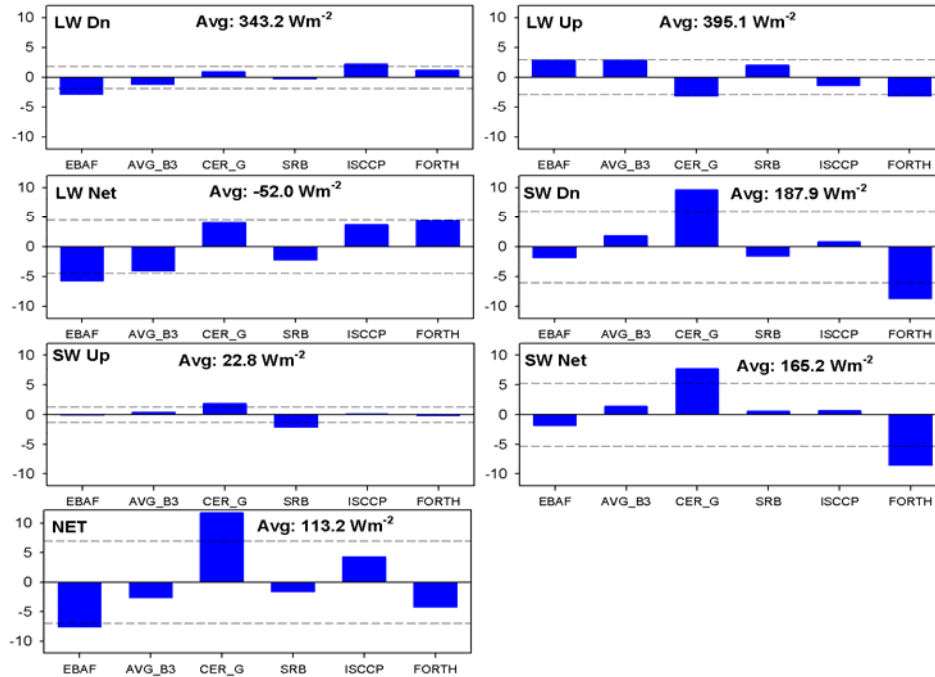 LW Dn Avg: 343.2 Wm-2
10
5
0
-5
-10
EBAF AVG_B3 CER_G SRB ISCCP FORTH
LW Up Avg: 395.1 Wm-2
10
5
0
-5
-10
EBAF AVG_B3 CER_G SRB ISCCP FORTH
LW Net Avg: -52.0 Wm-2
10
5
0
-5
-10
EBAF AVG_B3 CER_G SRB ISCCP FORTH
SW Dn Avg: 187.9 Wm-2
10
5
0
-5
-10
EBAF AVG_B3 CER_G SRB ISCCP FORTH
SW Up Avg: 22.8 Wm-2
10
5
0
-5
-10
EBAF AVG_B3 CER_G SRB ISCCP FORTH
SW Net Avg: 165.2 Wm-2
10
5
0
-5
-10
EBAF AVG_B3 CER_G SRB ISCCP FORTH
NET Avg: 113.2 Wm-2
10
5
0
-5
-10
EBAF AVG_B3 CER_G SRB ISCCP FORTH